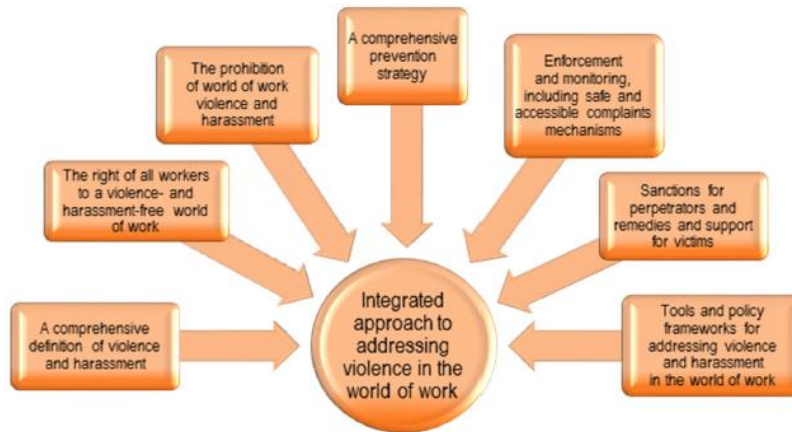 A comprehensive
definition of violence
and harassment
The right of all workers
to a violence- and
harassment-free world
of work
The prohibition
of world of work
violence and
harassment
A comprehensive
prevention
strategy
Enforcement
and monitoring,
including safe and
accessible complaints
mechanisms
Sanctions for
perpetrators and
remedies and support
for victims
Tools and policy
frameworks for
addressing violence
and harassment
in the world of work
Integrated
approach to
addressing
violence in the
world of work